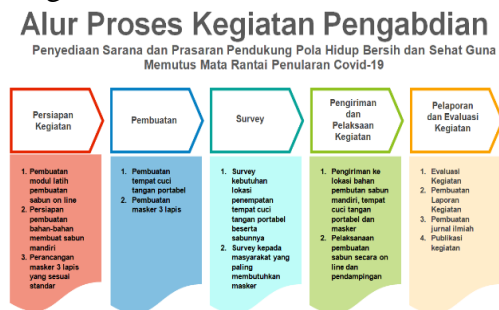 Alur Proses Kegiatan Pengabdian
Penyediaan Sarana dan Prasaran Pendukung Pola Hidup Bersih dan Sehat Guna
Memutus Mata Rantai Penularan Covid-19
Persiapan
Kegiatan
Pembuatan
Survey
Pengiriman
dan
Pelaksaan
Kegiatan
Pelaporan
dan Evaluasi
Kegiatan
1. Pembuatan
modul latih
pembuatan
sabun on line
2. Persiapan
pembuatan
bahan-bahan
membuat sabun
mandiri
3. Perancangan
masker 3 lapis
yang sesuai
standar
1. Pembuatan
tempat cuci
tangan portabel
2. Pembuatan
masker 3 lapis
1. Survey
kebutuhan
lokasi
penempatan
tempat cuci
tangan portabel
beserta
sabunnya
2. Survey kepada
masyarakat yang
paling
membutuhkan
masker
1. Pengiriman ke
lokasi bahan
pembutan sabun
mandiri, tempat
cuci tangan
portabel dan
masker
2. Pelaksanaan
pembuatan
sabun secara on
line dan
pendampingan
1. Evaluasi
Kegiatan
2. Pembuatan
Laporan
Kegiatan
3. Pembuatan
jurnal ilmiah
4. Publikasi
kegiatan